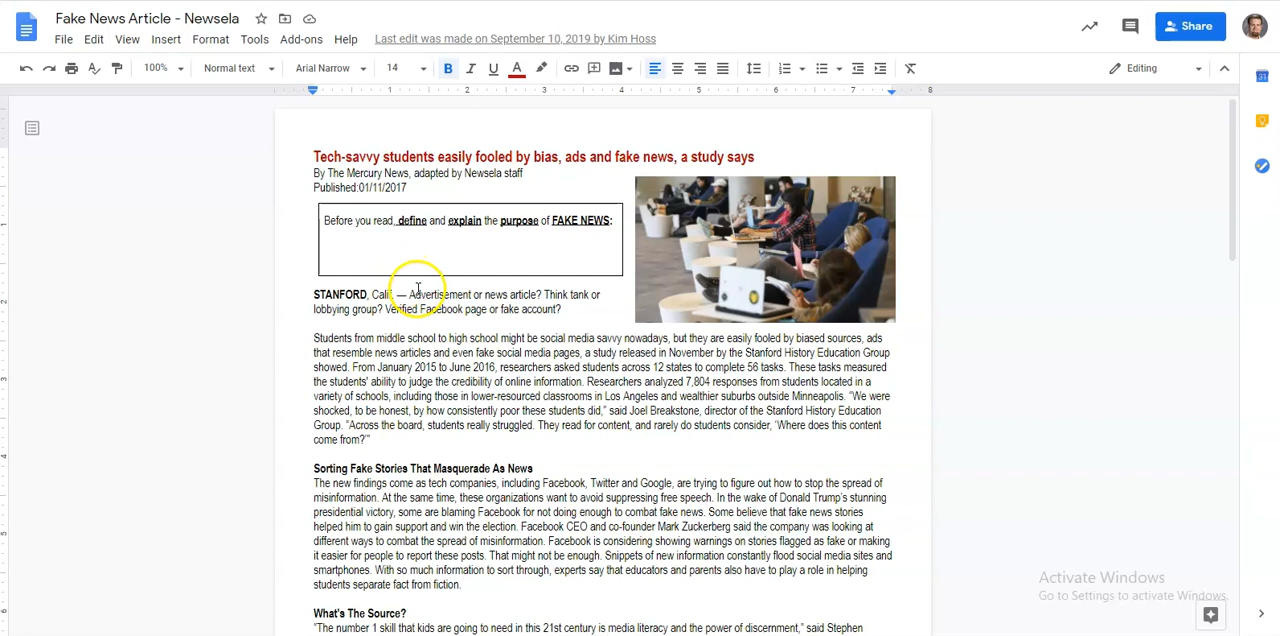 Fake News Article - Newsela
File Edit View Insert Format Tools Add-ons Help Last edit was made on September 10, 2019 by Kim Hoss
Share
100% Normal text Arial Narrow 14 B I U A Editing
1 2 3 4 5 6 7 8
Tech-savvy students easily fooled by bias, ads and fake news, a study says
By The Mercury News, adapted by Newsela staff
Published:01/11/2017
Before you read, define and explain the purpose of FAKE NEWS:
STANFORD, Calif. — Advertisement or news article? Think tank or
lobbying group? Verified Facebook page or fake account?
Students from middle school to high school might be social media savvy nowadays, but they are easily fooled by biased sources, ads
that resemble news articles and even fake social media pages, a study released in November by the Stanford History Education Group
showed. From January 2015 to June 2016, researchers asked students across 12 states to complete 56 tasks. These tasks measured
the students' ability to judge the credibility of online information. Researchers analyzed 7,804 responses from students located in a
variety of schools, including those in lower-resourced classrooms in Los Angeles and wealthier suburbs outside Minneapolis. “We were
shocked, to be honest, by how consistently poor these students did,” said Joel Breakstone, director of the Stanford History Education
Group. “Across the board, students really struggled. They read for content, and rarely do students consider, ‘Where does this content
come from?’”
Sorting Fake Stories That Masquerade As News
The new findings come as tech companies, including Facebook, Twitter and Google, are trying to figure out how to stop the spread of
misinformation. At the same time, these organizations want to avoid suppressing free speech. In the wake of Donald Trump’s stunning
presidential victory, some are blaming Facebook for not doing enough to combat fake news. Some believe that fake news stories
helped him to gain support and win the election. Facebook CEO and co-founder Mark Zuckerberg said the company was looking at
different ways to combat the spread of misinformation. Facebook is considering showing warnings on stories flagged as fake or making
it easier for people to report these posts. That might not be enough. Snippets of new information constantly flood social media sites and
smartphones. With so much information to sort through, experts say that educators and parents also have to play a role in helping
students separate fact from fiction.
What's The Source?
“The number 1 skill that kids are going to need in this 21st century is media literacy and the power of discernment,” said Stephen
Activate Windows
Go to Settings to activate Windows.